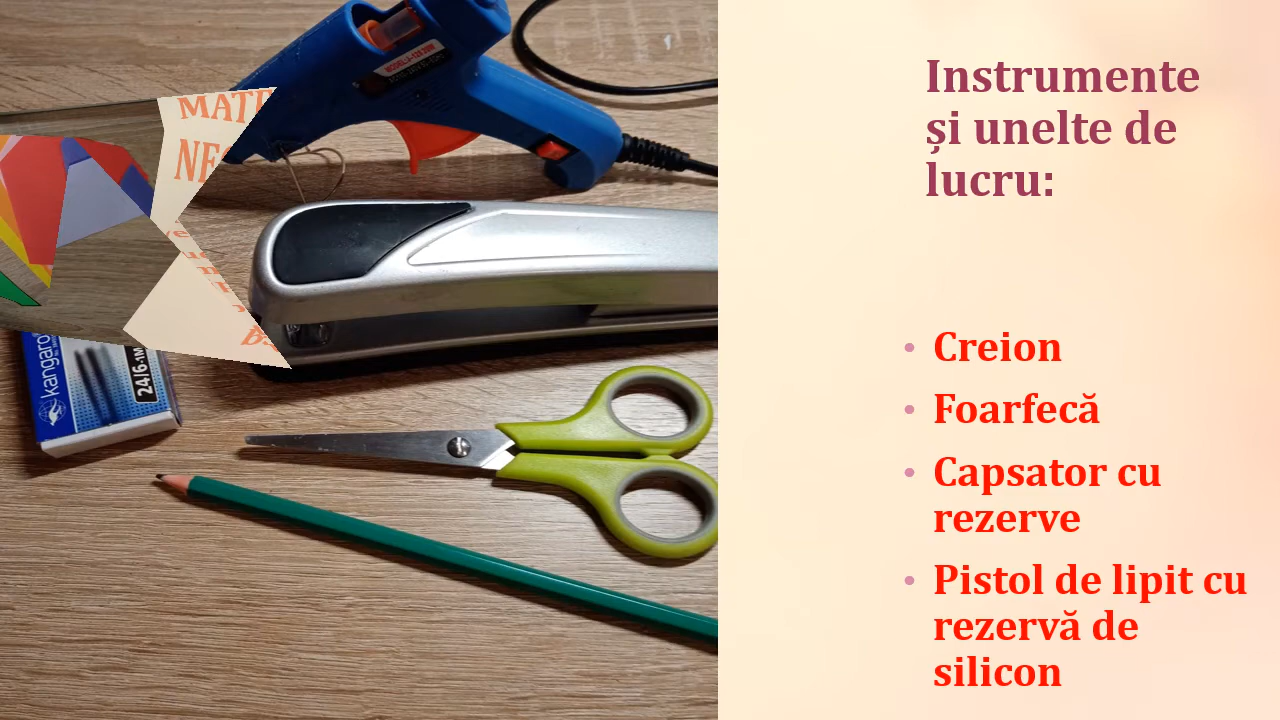 Instrumente
și unelte de
lucru:
• Creion
• Foarfecă
• Capsator cu
rezerve
• Pistol de lipit cu
rezervă de
silicon
kangaro
24/6-1M